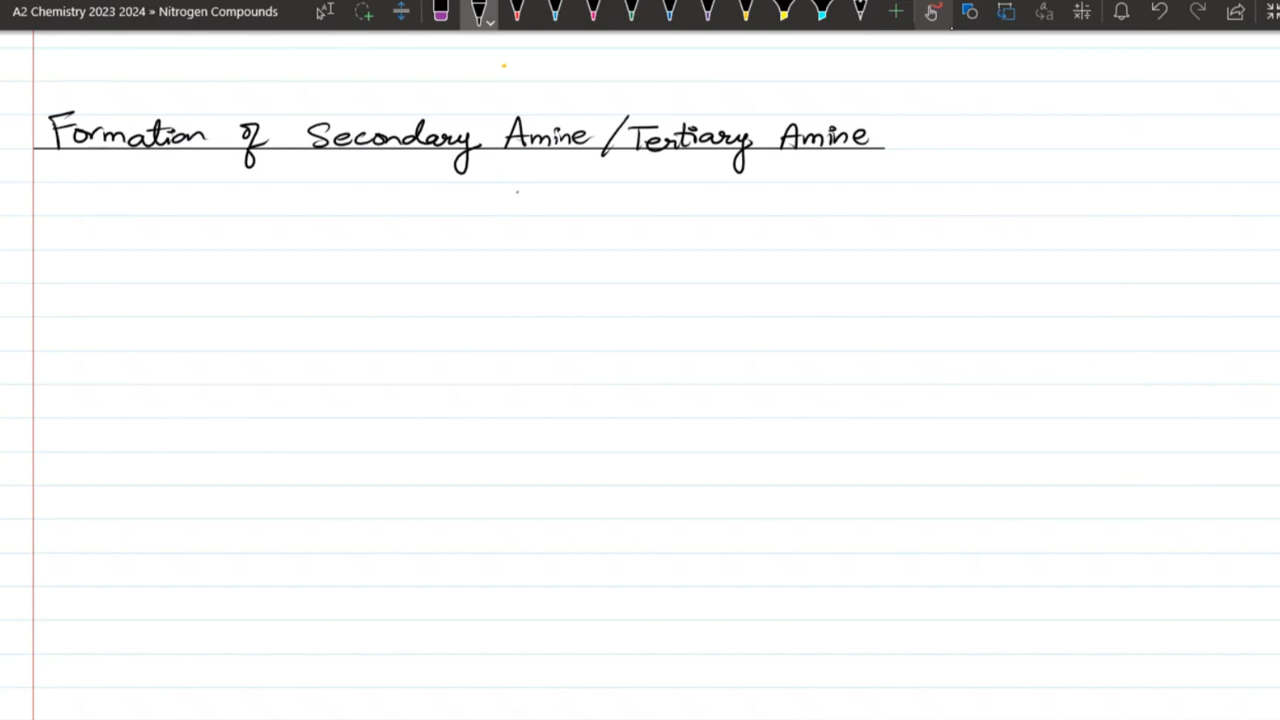 A2 Chemistry 2023 2024 » Nitrogen Compounds
Formation of Secondary Amine / Tertiary Amine